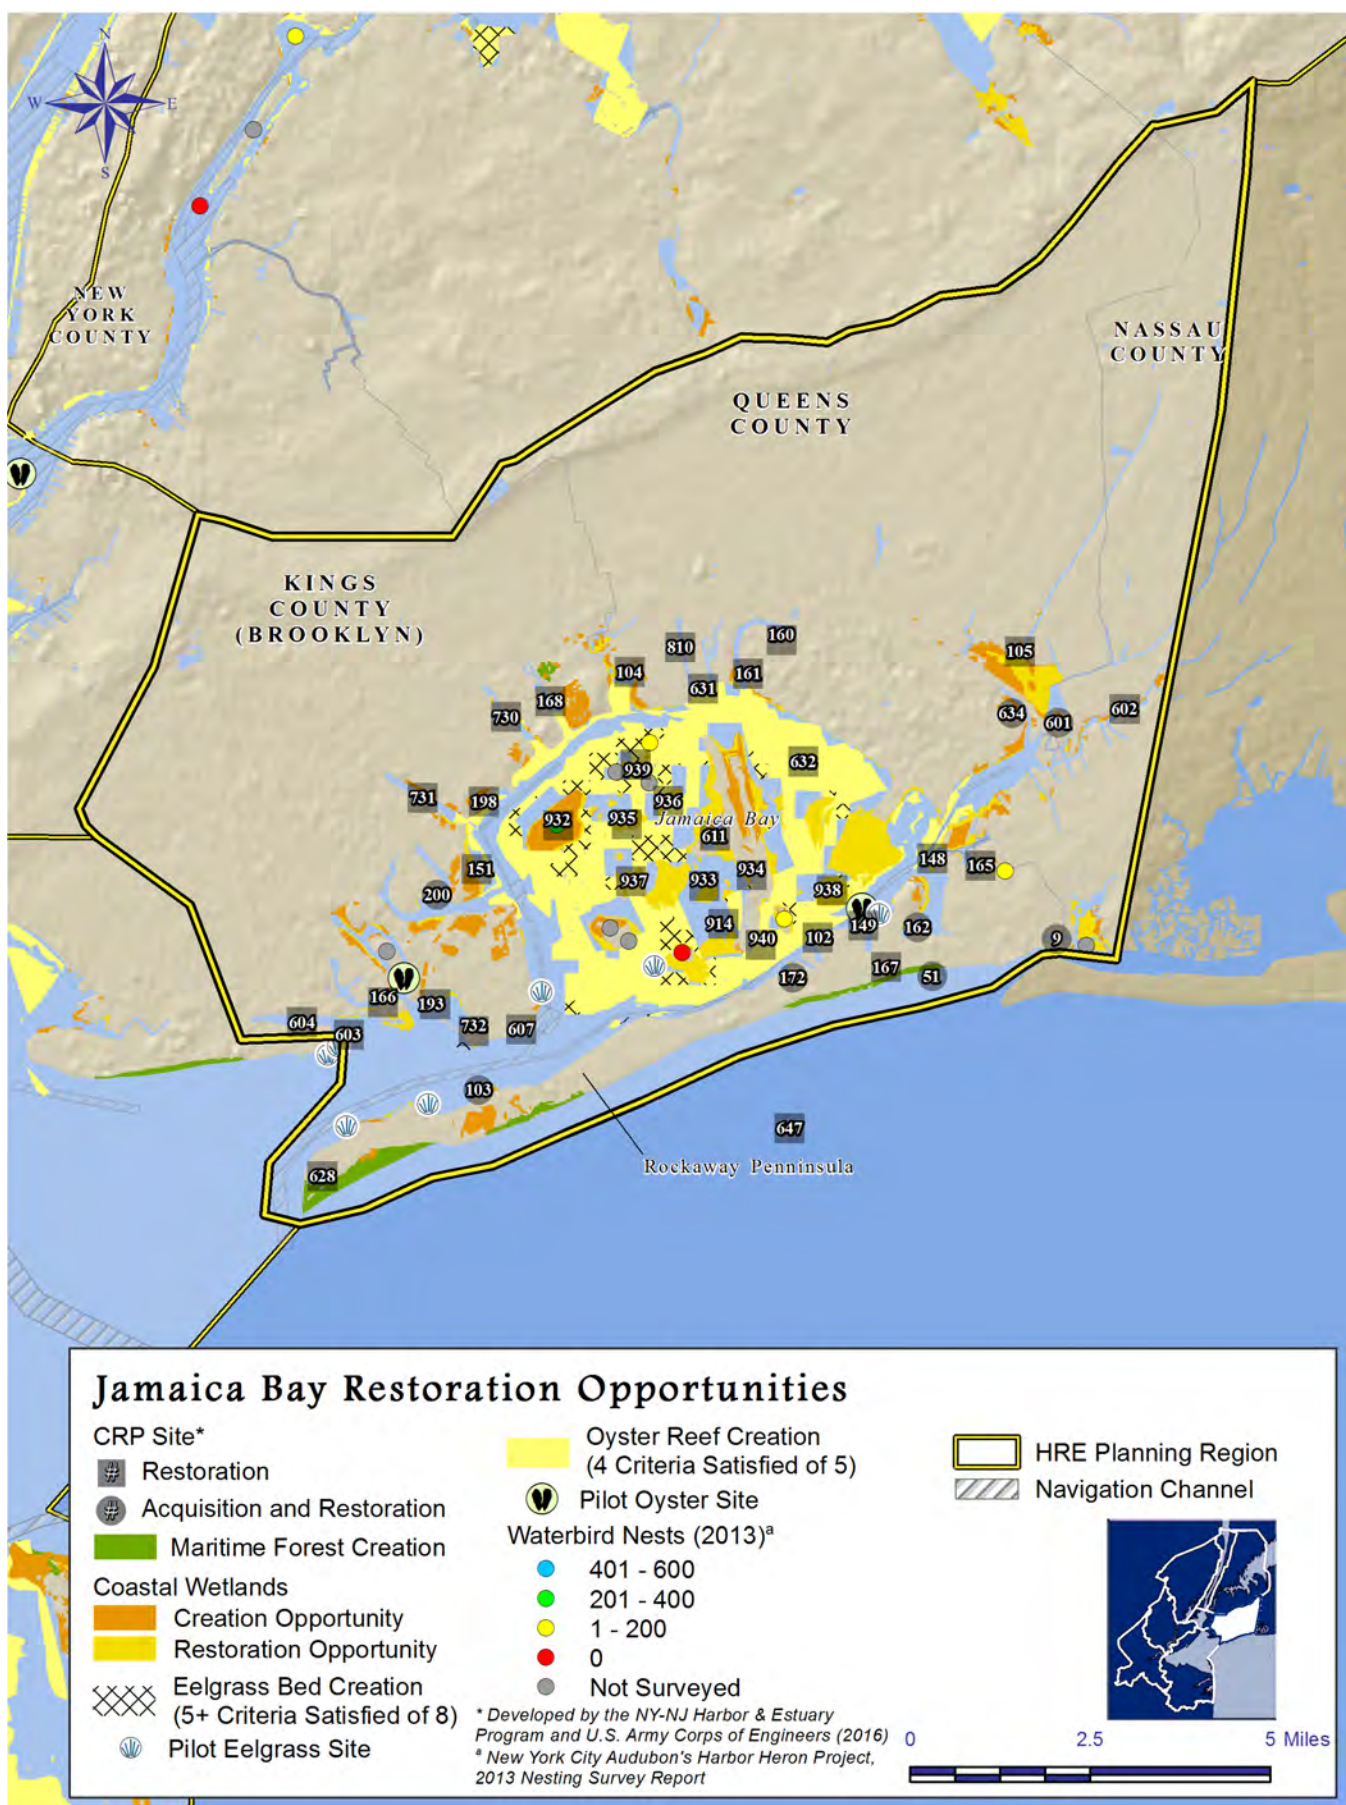 N
W
E
S
NEW
YORK
COUNTY
NASSAU
COUNTY
QUEENS
COUNTY
KINGS
COUNTY
(BROOKLYN)
160
810
105
104
161
631
168
634
602
730
601
632
939
731
198
936
932
935
Jamaica Bay
611
148
165
151
934
937
933
938
200
914
149
162
940
102
9
167
51
172
166
193
604
732
607
603
103
647
Rockaway Penninsula
628
Jamaica Bay Restoration Opportunities
CRP Site*
# Restoration
# Acquisition and Restoration
Maritime Forest Creation
Coastal Wetlands
Creation Opportunity
Restoration Opportunity
Eelgrass Bed Creation
(5+ Criteria Satisfied of 8)
Pilot Eelgrass Site
Oyster Reef Creation
(4 Criteria Satisfied of 5)
Pilot Oyster Site
Waterbird Nests (2013)ª
401 - 600
201 - 400
1 - 200
0
Not Surveyed
* Developed by the NY-NJ Harbor & Estuary
Program and U.S. Army Corps of Engineers (2016)
ª New York City Audubon's Harbor Heron Project,
2013 Nesting Survey Report
HRE Planning Region
Navigation Channel
0 2.5 5 Miles